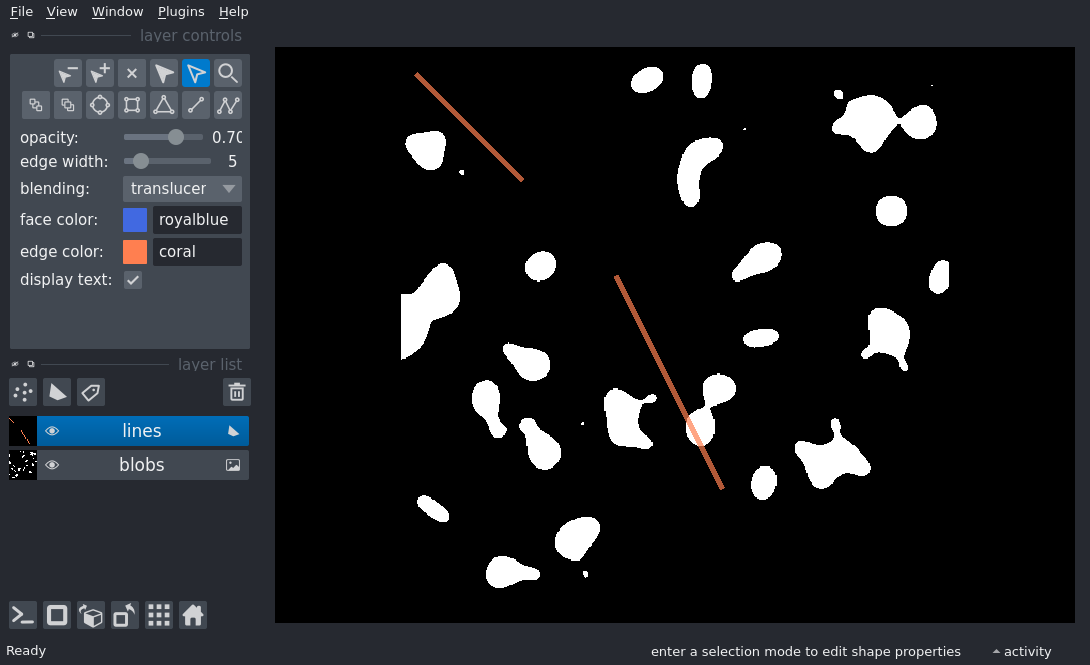 File View Window Plugins Help
layer controls
opacity: 0.70
edge width: 5
blending: translucer
face color: royalblue
edge color: coral
display text:
layer list
lines
blobs
Ready
enter a selection mode to edit shape properties
activity